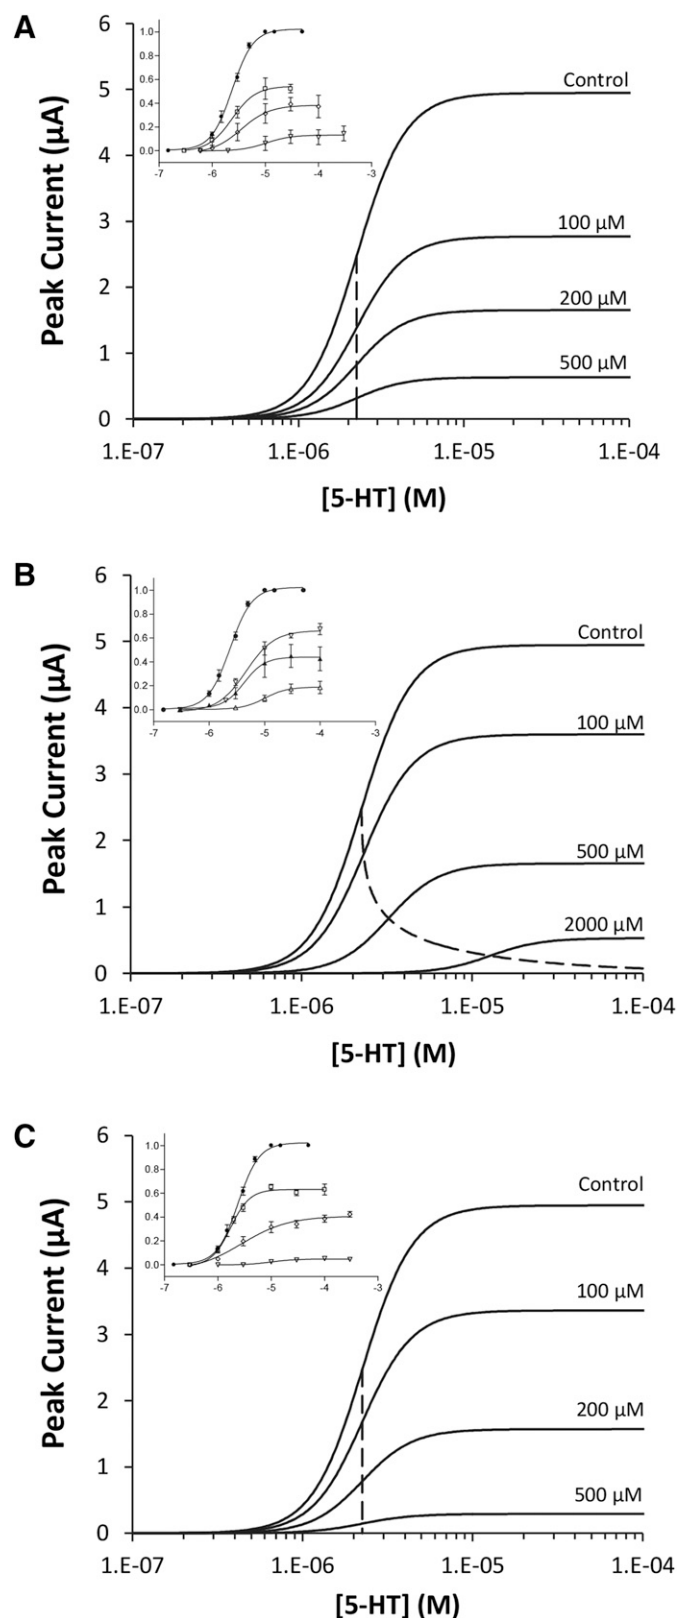 A
6
5
4
3
2
1
0
Peak Current (µA)
1.0
0.8
0.6
0.4
0.2
0.0
-7 -6 -5 -4 -3
Control
100 µM
200 µM
500 µM
1.E-07 1.E-06 1.E-05 1.E-04
[5-HT] (M)
B
6
5
4
3
2
1
0
Peak Current (µA)
1.0
0.8
0.6
0.4
0.2
0.0
-7 -6 -5 -4 -3
Control
100 µM
500 µM
2000 µM
1.E-07 1.E-06 1.E-05 1.E-04
[5-HT] (M)
C
6
5
4
3
2
1
0
Peak Current (µA)
1.0
0.8
0.6
0.4
0.2
0.0
-7 -6 -5 -4 -3
Control
100 µM
200 µM
500 µM
1.E-07 1.E-06 1.E-05 1.E-04
[5-HT] (M)